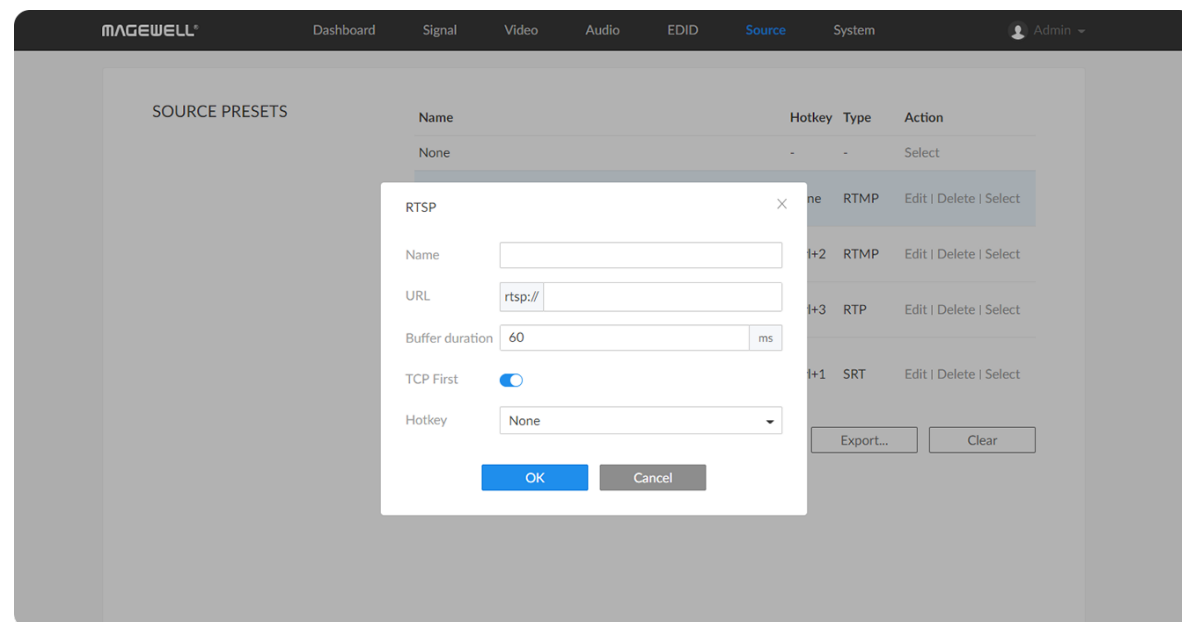 MAGEWELL® Dashboard Signal Video Audio EDID Source System Admin
SOURCE PRESETS
Name Hotkey Type Action
None - - Select
ne RTMP Edit | Delete | Select
l+2 RTMP Edit | Delete | Select
l+3 RTP Edit | Delete | Select
l+1 SRT Edit | Delete | Select
Export... Clear
RTSP
Name
URL rtsp://
Buffer duration 60 ms
TCP First
Hotkey None
OK Cancel